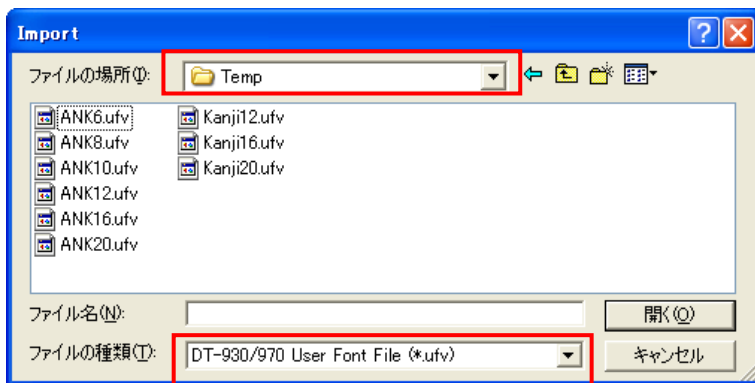 Import
ファイルの場所(I): Temp
ANK6.ufv Kanji12.ufv
ANK8.ufv Kanji16.ufv
ANK10.ufv Kanji20.ufv
ANK12.ufv
ANK16.ufv
ANK20.ufv
ファイル名(N): 開く(O)
ファイルの種類(T): DT-930/970 User Font File (*.ufv) キャンセル